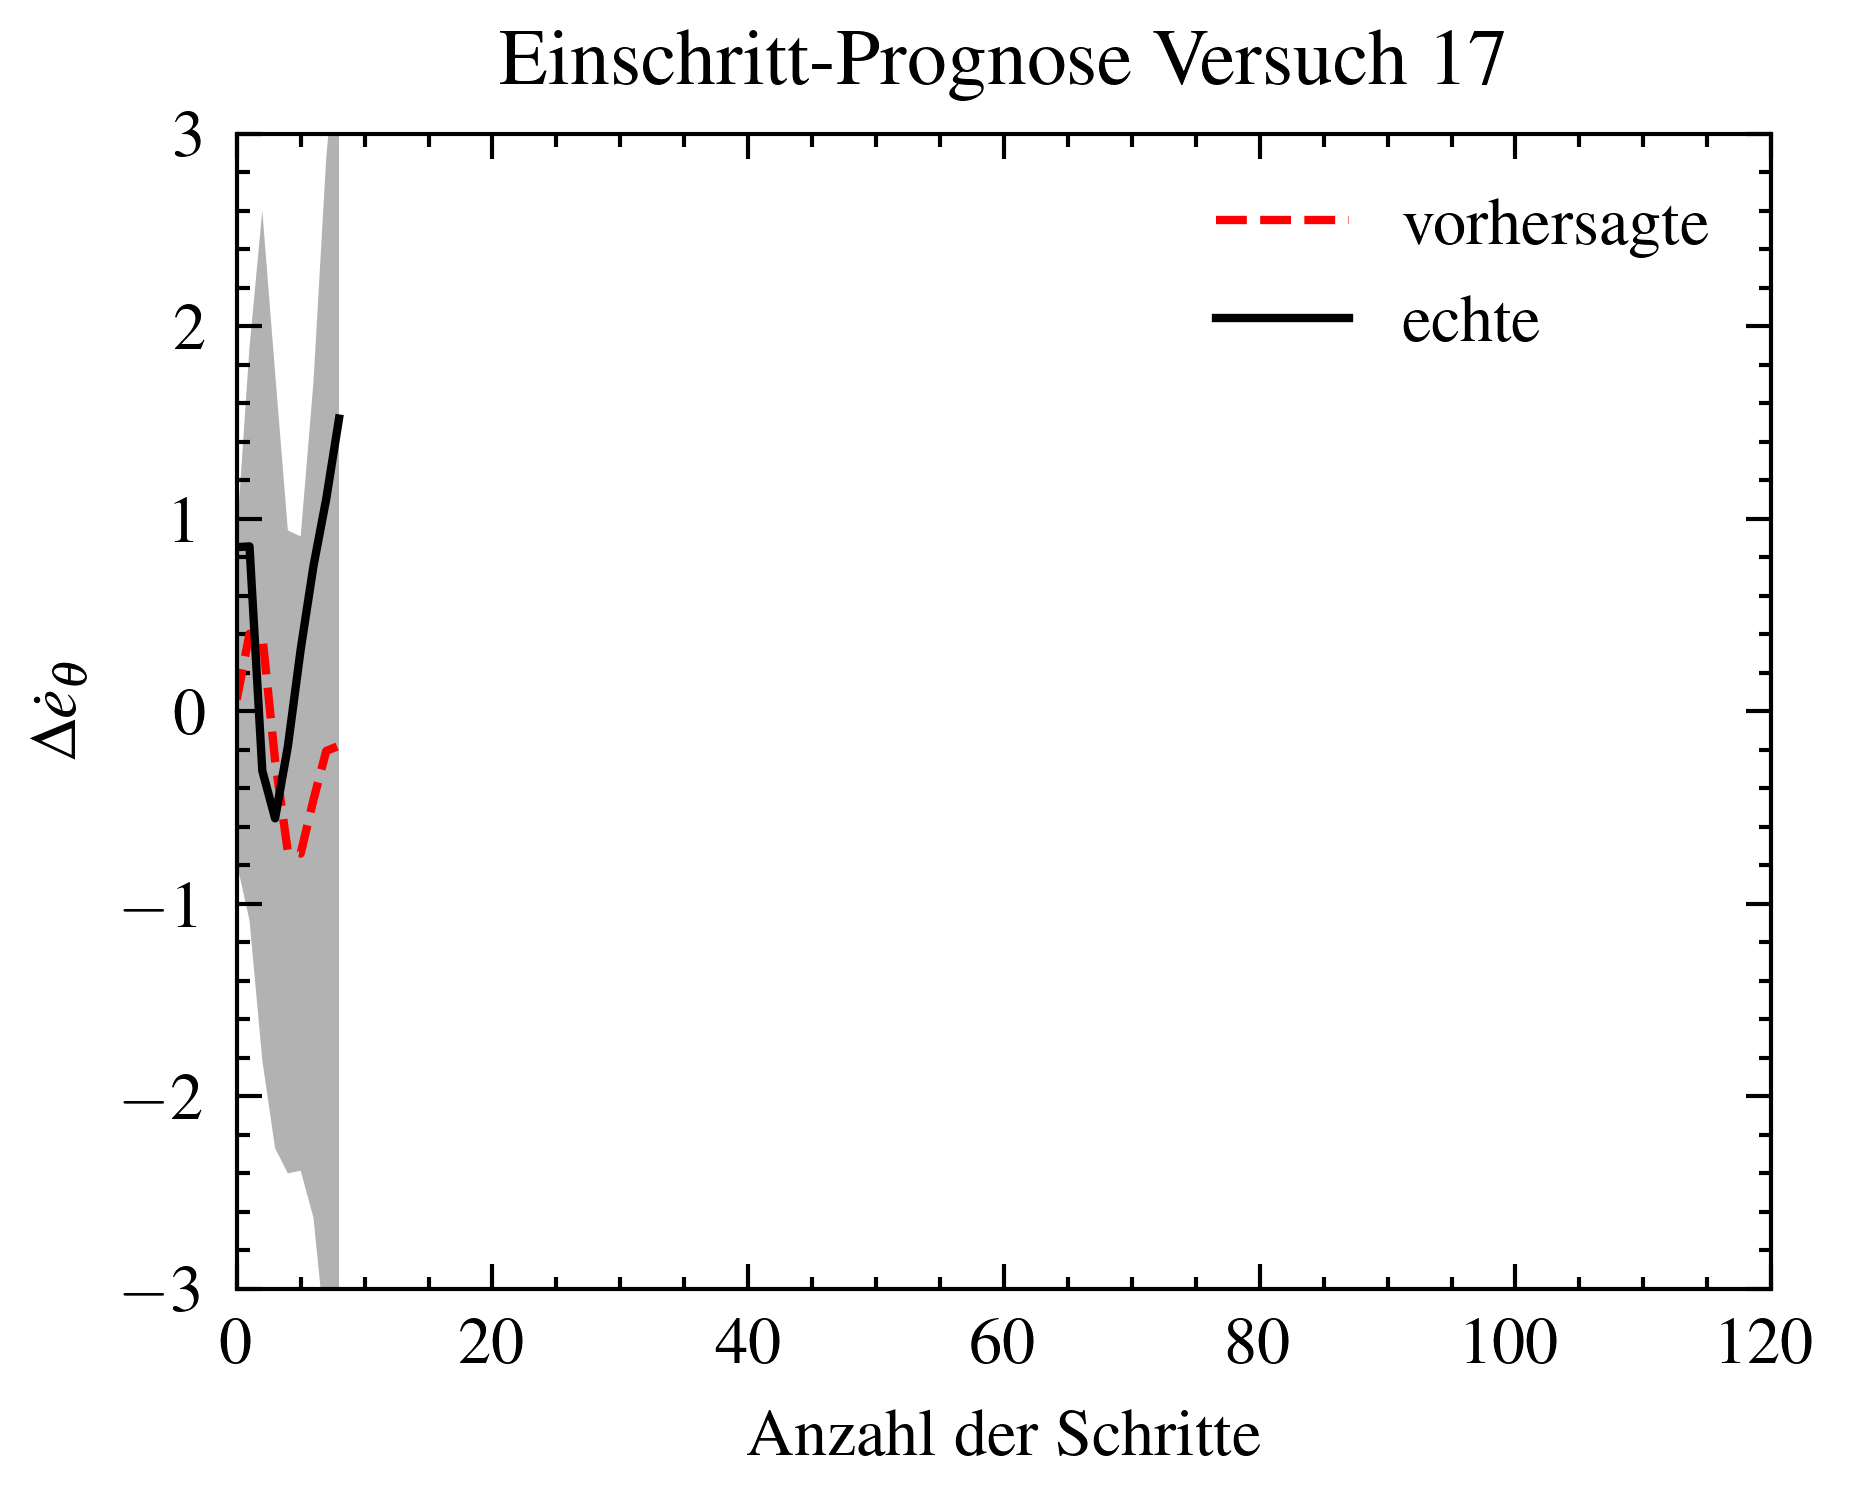 Einschritt-Prognose Versuch 17
3
2
1
0
−1
−2
−3
Δėθ
vorhersagte
echte
0 20 40 60 80 100 120
Anzahl der Schritte